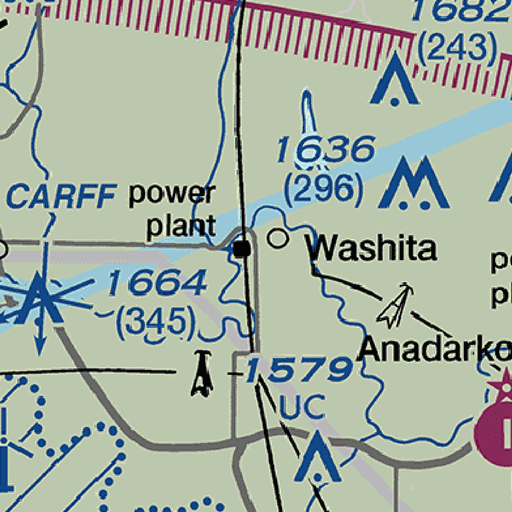 1682
(243)
1636
(296)
CARFF
power
plant
Washita
1664
(345)
Anadarko
1579
UC